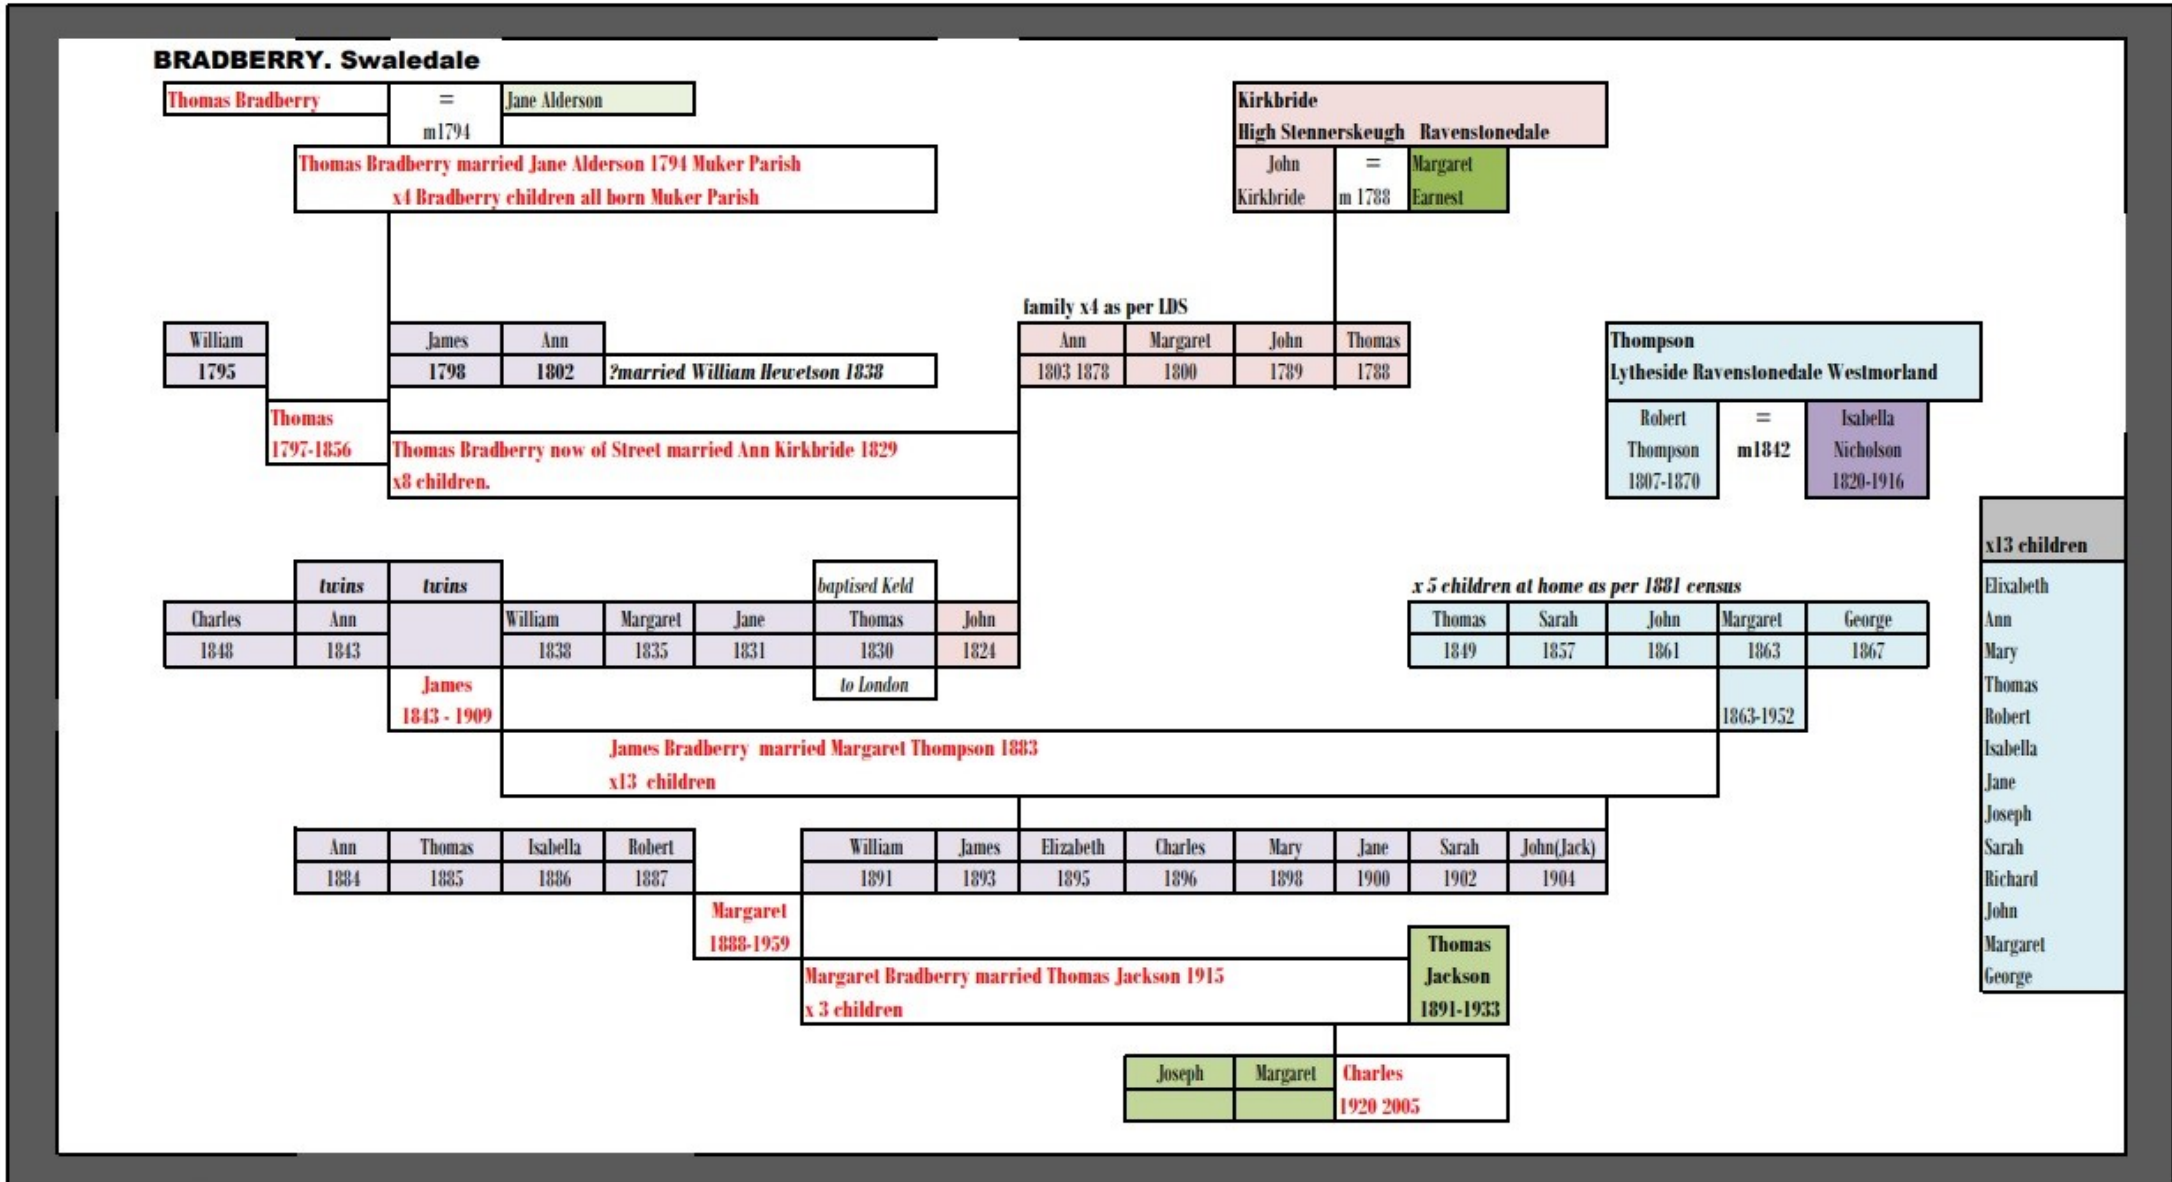 BRADBERRY. Swaledale
Thomas Bradberry = Jane Alderson
m1794
Thomas Bradberry married Jane Alderson 1794 Muker Parish
x4 Bradberry children all born Muker Parish
Kirkbride
High Stennerskeugh Ravenstonedale
John = Margaret
Kirkbride m 1788 Earnest
family x4 as per LDS
William James Ann
1795 1798 1802 ?married William Hewetson 1838
Ann Margaret John Thomas
1803 1878 1800 1789 1788
Thompson
Lytheside Ravenstonedale Westmorland
Robert = Isabella
Thompson m1842 Nicholson
1807-1870 1820-1916
Thomas
1797-1856
Thomas Bradberry now of Street married Ann Kirkbride 1829
x8 children.
twins twins baptised Keld
Charles Ann William Margaret Jane Thomas John
1848 1843 1838 1835 1831 1830 1824
James to London
1843 - 1909
x 5 children at home as per 1881 census
Thomas Sarah John Margaret George
1849 1857 1861 1863 1867
1863-1952
x13 children
Elixabeth
Ann
Mary
Thomas
Robert
Isabella
Jane
Joseph
Sarah
Richard
John
Margaret
George
James Bradberry married Margaret Thompson 1883
x13 children
Ann Thomas Isabella Robert William James Elizabeth Charles Mary Jane Sarah John(Jack)
1884 1885 1886 1887 1891 1893 1895 1896 1898 1900 1902 1904
Margaret
1888-1959
Thomas
Jackson
1891-1933
Margaret Bradberry married Thomas Jackson 1915
x 3 children
Joseph Margaret Charles
1920 2005